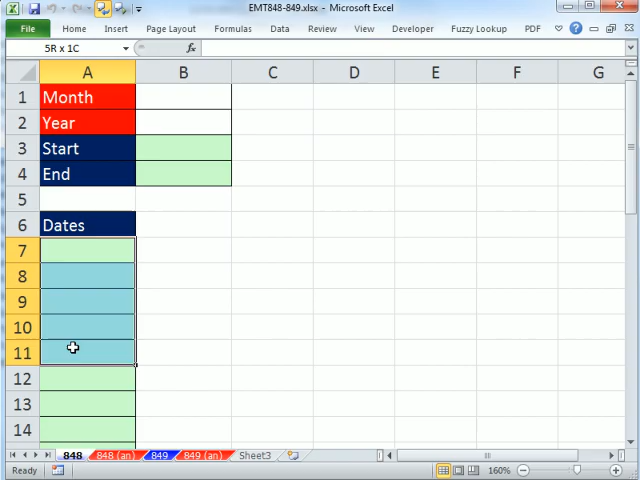 EMT848-849.xlsx - Microsoft Excel
File Home Insert Page Layout Formulas Data Review View Developer Fuzzy Lookup PDF
5R x 1C fx
A B C D E F G
1 Month
2 Year
3 Start
4 End
5
6 Dates
7
8
9
10
11
12
13
14
848 848 (an) 849 849 (an) Sheet3
Ready 160%